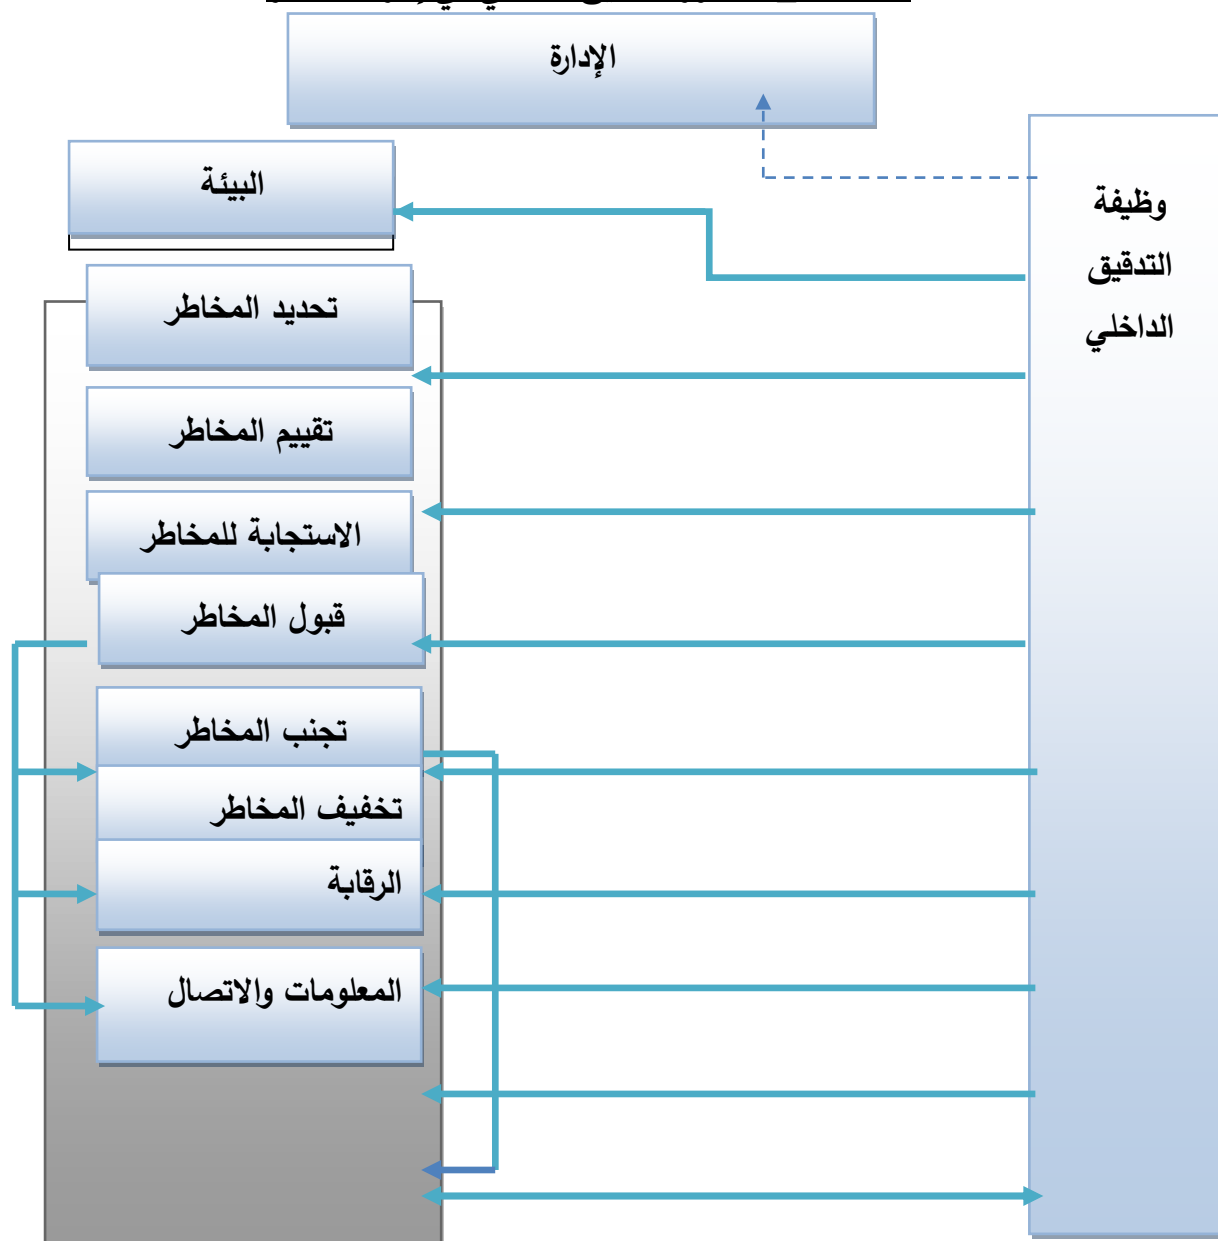 الإدارة
البيئة
وظيفة
التدقيق
الداخلي
تحديد المخاطر
تقييم المخاطر
الاستجابة للمخاطر
قبول المخاطر
تجنب المخاطر
تخفيف المخاطر
الرقابة
المعلومات والاتصال